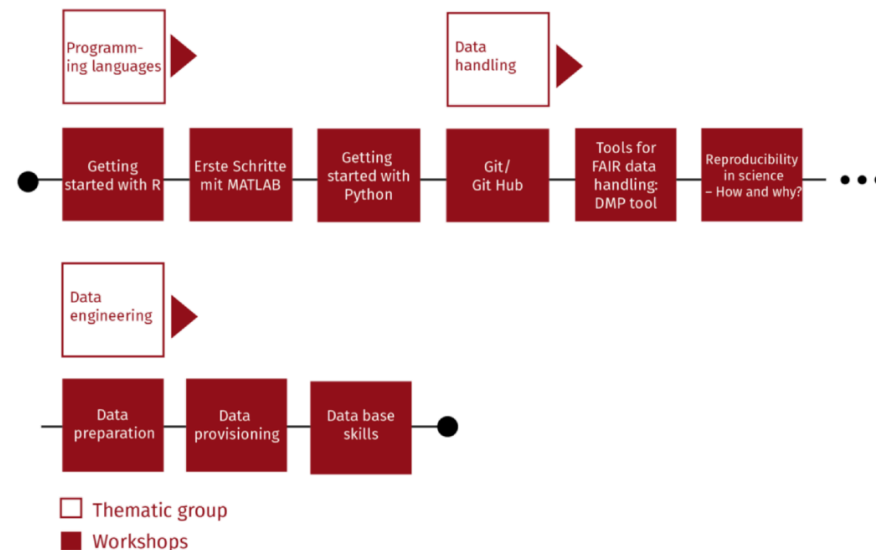 Programm-
ing languages
Data
handling
Getting
started with R
Erste Schritte
mit MATLAB
Getting
started with
Python
Git/
Git Hub
Tools for
FAIR data
handling:
DMP tool
Reproducibility
in science
– How and why?
Data
engineering
Data
preparation
Data
provisioning
Data base
skills
Thematic group
Workshops